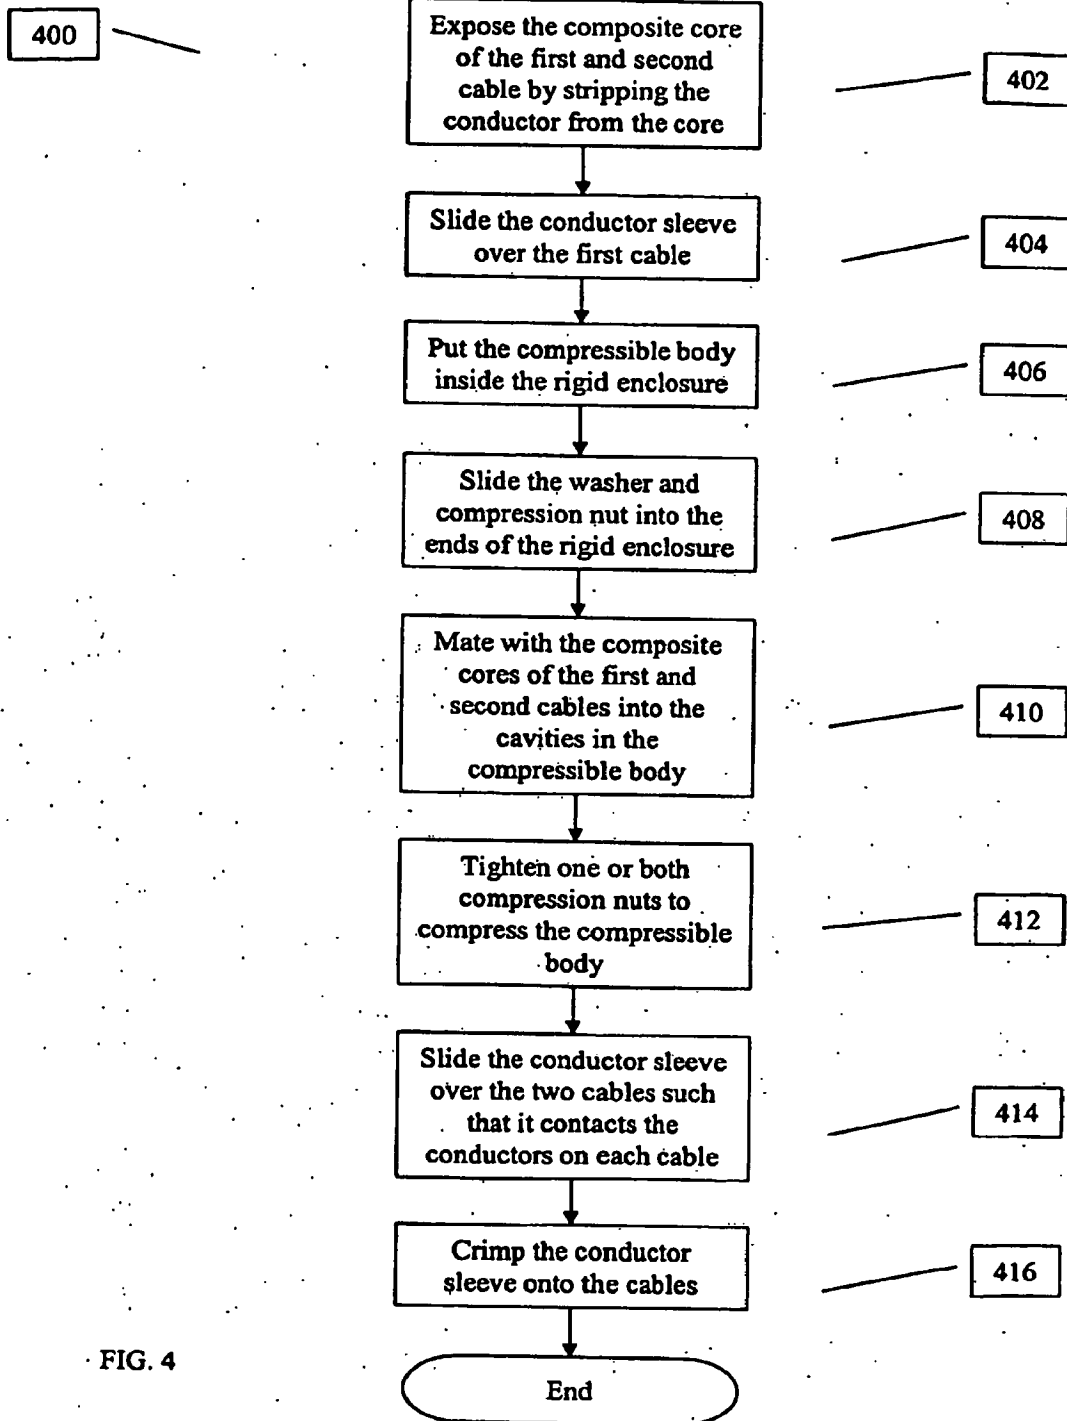 400
Expose the composite core
of the first and second
cable by stripping the
conductor from the core
402
Slide the conductor sleeve
over the first cable
404
Put the compressible body
inside the rigid enclosure
406
Slide the washer and
compression nut into the
ends of the rigid enclosure
408
Mate with the composite
cores of the first and
second cables into the
cavities in the
compressible body
410
Tighten one or both
compression nuts to
compress the compressible
body
412
Slide the conductor sleeve
over the two cables such
that it contacts the
conductors on each cable
414
Crimp the conductor
sleeve onto the cables
416
FIG. 4
End